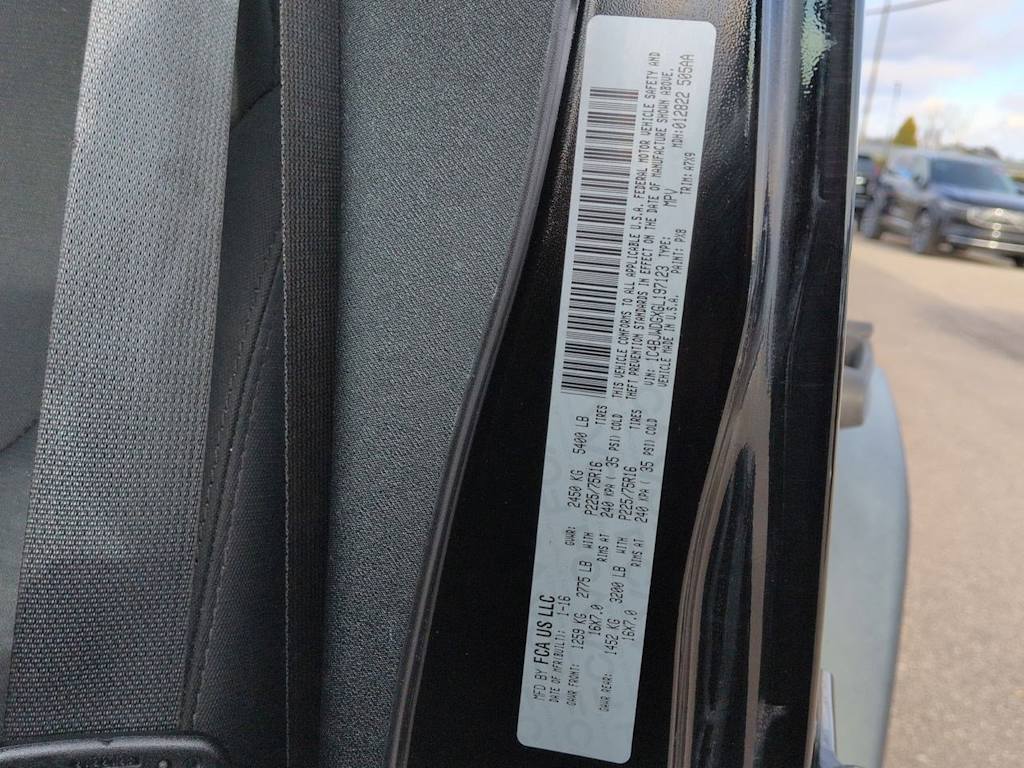 MFD BY FCA US LLC
DATE OF MFR(BUILT): 1-16 GVWR: 2450 KG 5400 LB
GAWR FRONT: 1259 KG 2775 LB WITH P225/75R16 TIRES
16X7.0 RIMS AT 240 KPA ( 35 PSI) COLD
GAWR REAR: 1452 KG 3200 LB WITH P225/75R16 TIRES
16X7.0 RIMS AT 240 KPA ( 35 PSI) COLD
THIS VEHICLE CONFORMS TO ALL APPLICABLE U.S.A. FEDERAL MOTOR VEHICLE SAFETY AND
THEFT PREVENTION STANDARDS IN EFFECT ON THE DATE OF MANUFACTURE SHOWN ABOVE.
VIN: 1C4BJWDGXGL197123 TYPE: MPV MDH: 012822 505AA
VEHICLE MADE IN U.S.A. PAINT: PX8 TRIM: A7X9